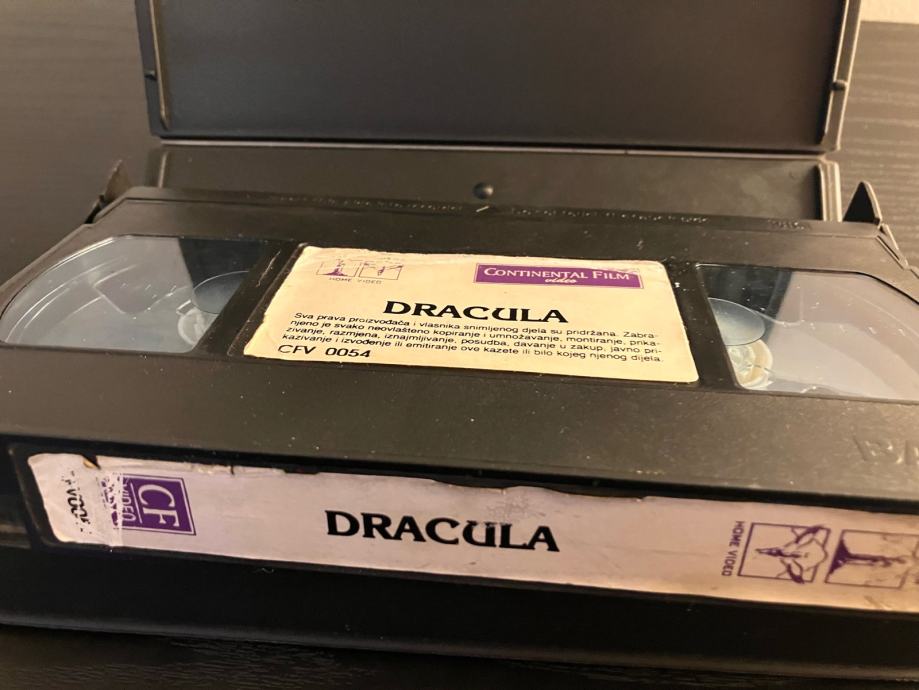 HOME VIDEO
CONTINENTAL FILM
video
DRACULA
Sva prava proizvođača i vlasnika snimljenog djela su pridržana. Zabra-
njeno je svako neovlašteno kopiranje i umnožavanje, montiranje, prika-
zivanje, razmjena, iznajmljivanje, posudba, davanje u zakup, javno pri-
kazivanje i izvođenje ili emitiranje ove kazete ili bilo kojeg njenog dijela.
CFV 0054
CF
VIDEO
DRACULA
HOME VIDEO